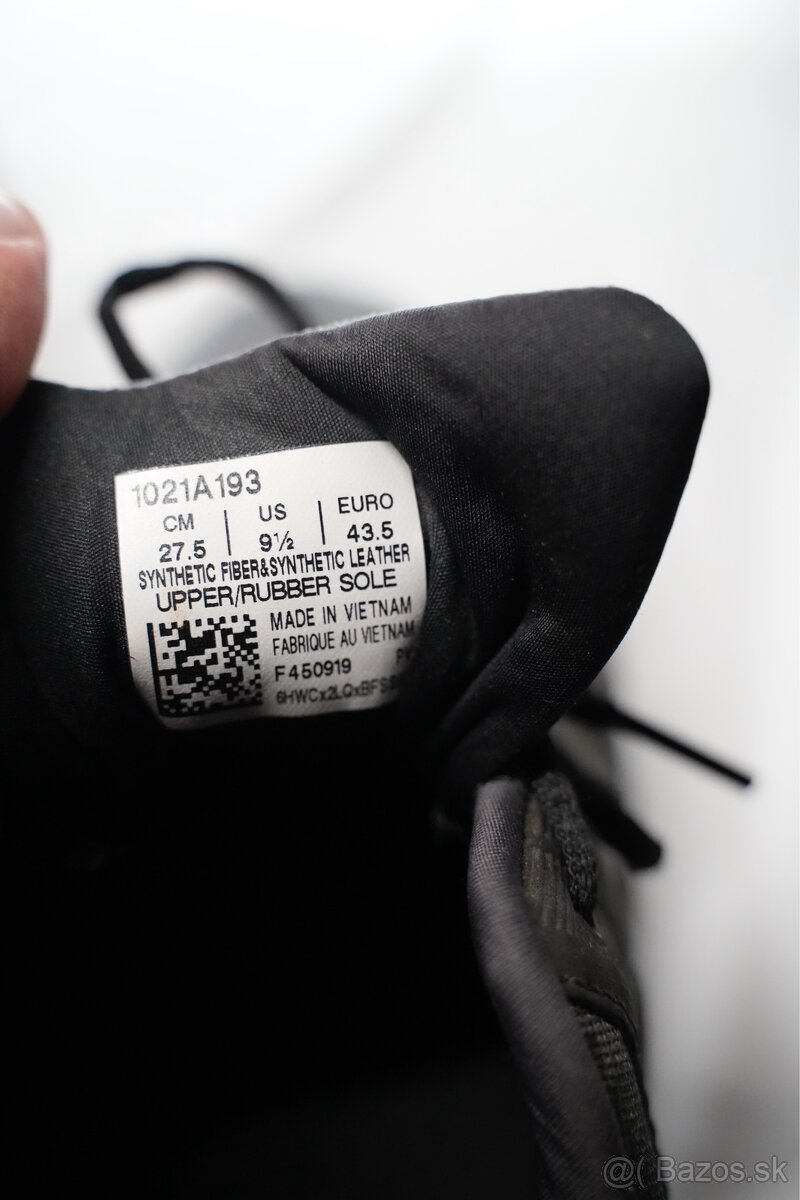 1021A193
CM | US | EURO
27.5 | 9½ | 43.5
SYNTHETIC FIBER&SYNTHETIC LEATHER
UPPER/RUBBER SOLE
MADE IN VIETNAM
FABRIQUE AU VIETNAM
F450919
@( Bazos.sk